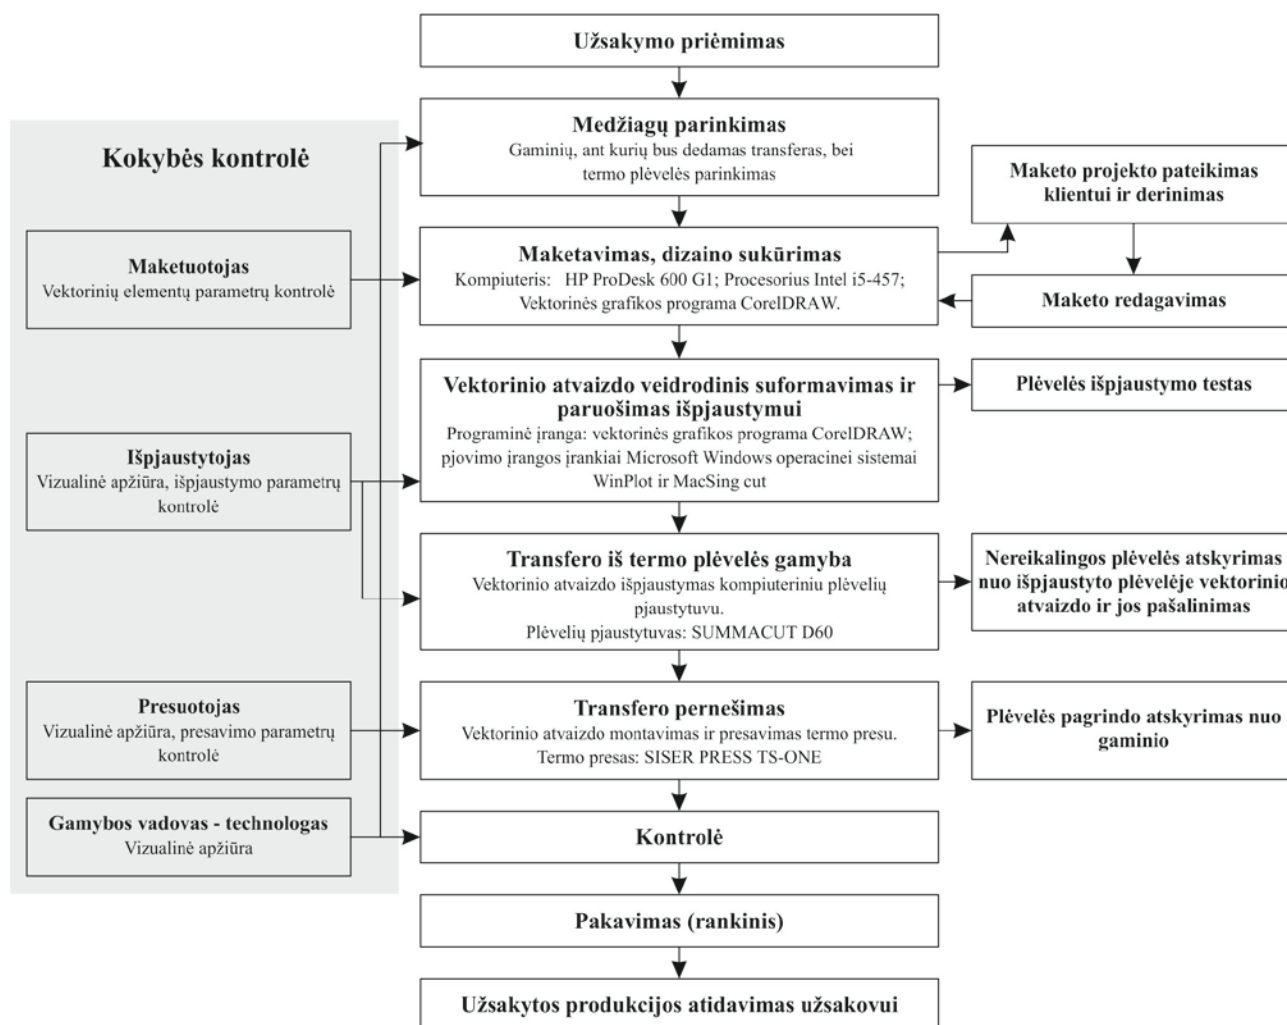 Užsakymo priėmimas
Medžiagų parinkimas
Gaminių, ant kurių bus dedamas transferas, bei
termo plėvelės parinkimas
Kokybės kontrolė
Maketo projekto pateikimas
klientui ir derinimas
Maketuotojas
Vektorinių elementų parametrų kontrolė
Maketavimas, dizaino sukūrimas
Kompiuteris: HP ProDesk 600 G1; Procesorius Intel i5-457;
Vektorinės grafikos programa CorelDRAW.
Maketo redagavimas
Vektorinio atvaizdo veidrodinis suformavimas ir
paruošimas išpjaustymui
Programinė įranga: vektorinės grafikos programa CorelDRAW;
pjovimo įrangos įrankiai Microsoft Windows operacinei sistemai
WinPlot ir MacSing cut
Plėvelės išpjaustymo testas
Išpjaustytojas
Vizualinė apžiūra, išpjaustymo parametrų
kontrolė
Transfero iš termo plėvelės gamyba
Vektorinio atvaizdo išpjaustymas kompiuteriniu plėvelių
pjaustytuvu.
Plėvelių pjaustytuvas: SUMMACUT D60
Nereikalingos plėvelės atskyrimas
nuo išpjaustyto plėvelėje vektorinio
atvaizdo ir jos pašalinimas
Presuotojas
Vizualinė apžiūra, presavimo parametrų
kontrolė
Transfero pernešimas
Vektorinio atvaizdo montavimas ir presavimas termo presu.
Termo presas: SISER PRESS TS-ONE
Plėvelės pagrindo atskyrimas nuo
gaminio
Gamybos vadovas - technologas
Vizualinė apžiūra
Kontrolė
Pakavimas (rankinis)
Užsakytos produkcijos atidavimas užsakovui